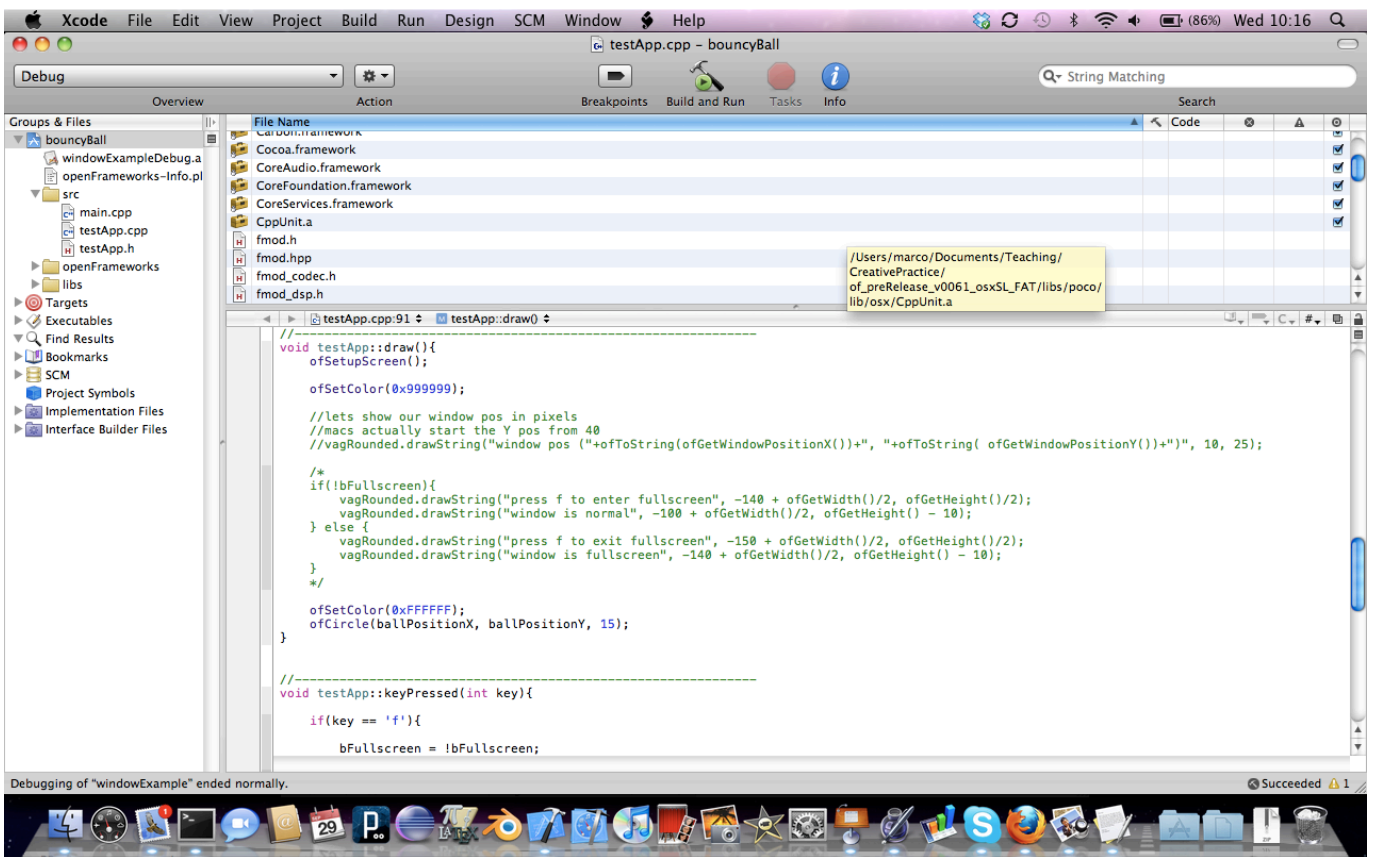 Xcode File Edit View Project Build Run Design SCM Window Help (86%) Wed 10:16
testApp.cpp – bouncyBall
Debug
String Matching
Overview Action Breakpoints Build and Run Tasks Info Search
Groups & Files
File Name Code
bouncyBall
windowExampleDebug.a
openFrameworks-Info.pl
src
main.cpp
testApp.cpp
testApp.h
openFrameworks
libs
Targets
Executables
Find Results
Bookmarks
SCM
Project Symbols
Implementation Files
Interface Builder Files
Carbon.framework
Cocoa.framework
CoreAudio.framework
CoreFoundation.framework
CoreServices.framework
CppUnit.a
fmod.h
fmod.hpp
fmod_codec.h
fmod_dsp.h
/Users/marco/Documents/Teaching/
CreativePractice/
of_preRelease_v0061_osxSL_FAT/libs/poco/
lib/osx/CppUnit.a
testApp.cpp:91 testApp::draw() C #
//--------------------------------------------------------------
void testApp::draw(){
ofSetupScreen();
ofSetColor(0x999999);
//lets show our window pos in pixels
//macs actually start the Y pos from 40
//vagRounded.drawString("window pos ("+ofToString(ofGetWindowPositionX())+", "+ofToString( ofGetWindowPositionY())+")", 10, 25);
/*
if(!bFullscreen){
vagRounded.drawString("press f to enter fullscreen", -140 + ofGetWidth()/2, ofGetHeight()/2);
vagRounded.drawString("window is normal", -100 + ofGetWidth()/2, ofGetHeight() - 10);
} else {
vagRounded.drawString("press f to exit fullscreen", -150 + ofGetWidth()/2, ofGetHeight()/2);
vagRounded.drawString("window is fullscreen", -140 + ofGetWidth()/2, ofGetHeight() - 10);
}
*/
ofSetColor(0xFFFFFF);
ofCircle(ballPositionX, ballPositionY, 15);
}
//--------------------------------------------------------------
void testApp::keyPressed(int key){
if(key == 'f'){
bFullscreen = !bFullscreen;
Debugging of "windowExample" ended normally.
Succeeded 1